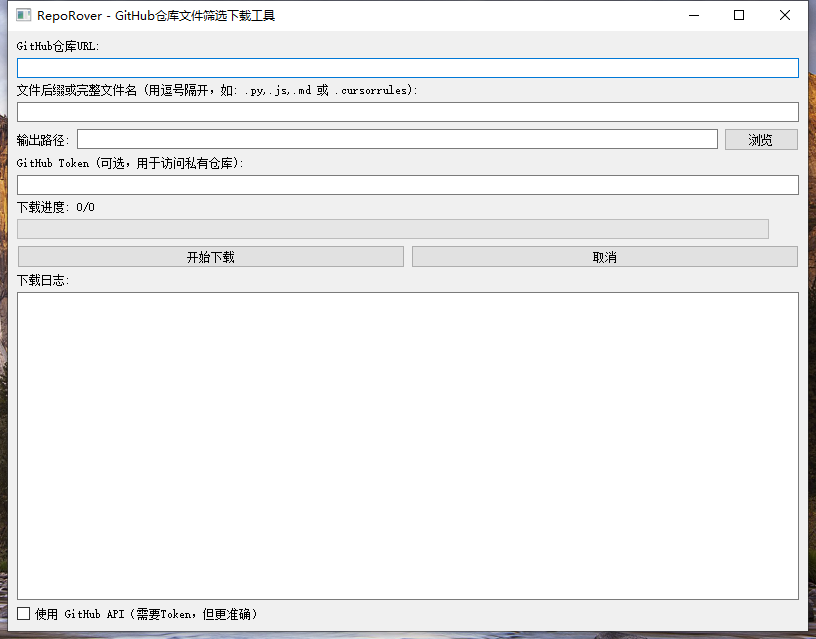 RepoRover - GitHub仓库文件筛选下载工具
GitHub仓库URL:
文件后缀或完整文件名 (用逗号隔开，如: .py,.js,.md 或 .cursorrules):
输出路径:
浏览
GitHub Token (可选，用于访问私有仓库):
下载进度: 0/0
开始下载
取消
下载日志:
使用 GitHub API (需要Token，但更准确)